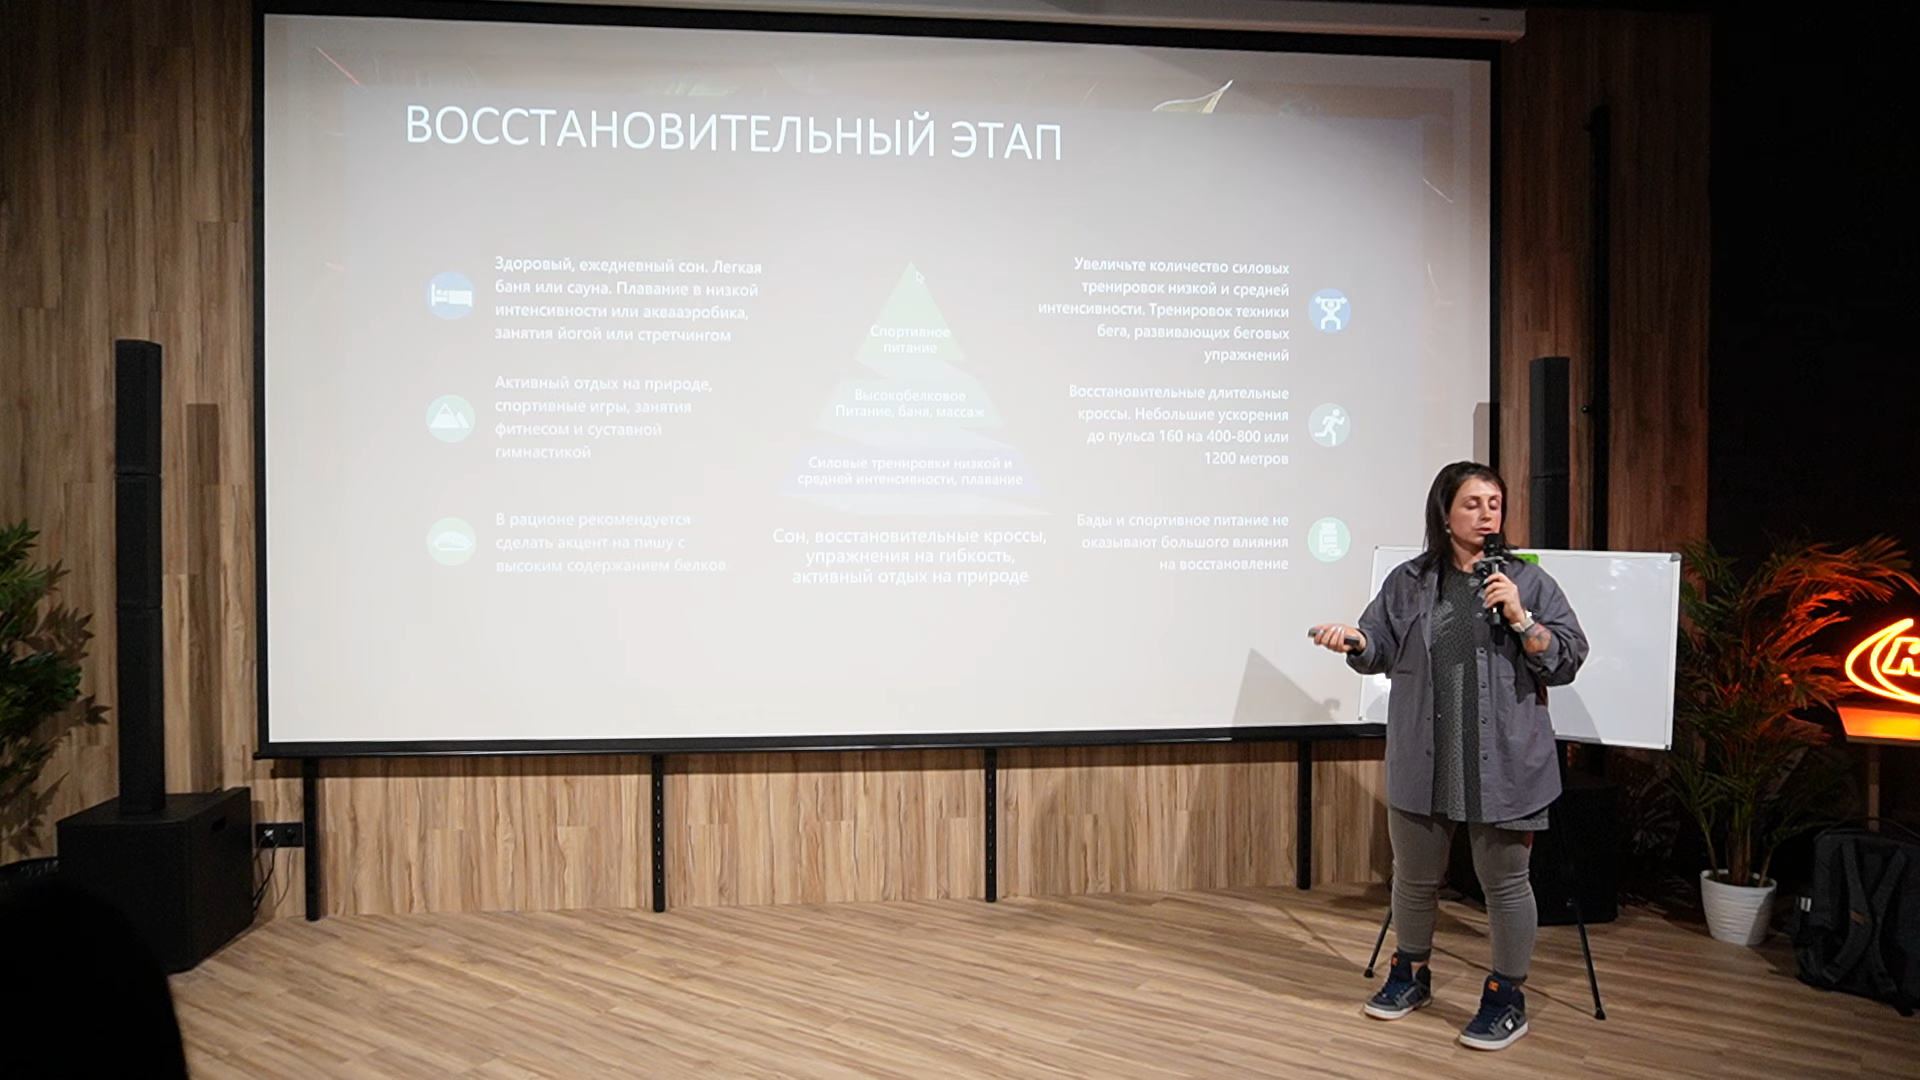 ВОССТАНОВИТЕЛЬНЫЙ ЭТАП
Здоровый, ежедневный сон. Легкая
баня или сауна. Плавание в низкой
интенсивности или аквааэробика,
занятия йогой или стретчингом
Активный отдых на природе,
спортивные игры, занятия
фитнесом и суставной
гимнастикой
В рационе рекомендуется
сделать акцент на пишу с
высоким содержанием белков
Спортивное
питание
Высокобелковое
Питание, баня, массаж
Силовые тренировки низкой и
средней интенсивности, плавание
Сон, восстановительные кроссы,
упражнения на гибкость,
активный отдых на природе
Увеличьте количество силовых
тренировок низкой и средней
интенсивности. Тренировок техники
бега, развивающих беговых
упражнений
Восстановительные длительные
кроссы. Небольшие ускорения
до пульса 160 на 400-800 или
1200 метров
Бады и спортивное питание не
оказывают большого влияния
на восстановление